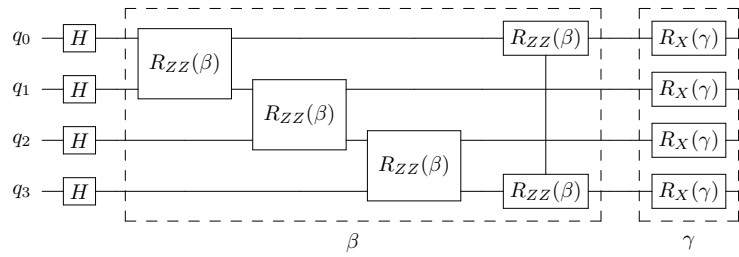 q₀ H R_ZZ(β) R_ZZ(β) R_X(γ)
q₁ H R_ZZ(β) R_X(γ)
q₂ H R_ZZ(β) R_X(γ)
q₃ H R_ZZ(β) R_X(γ)
β γ